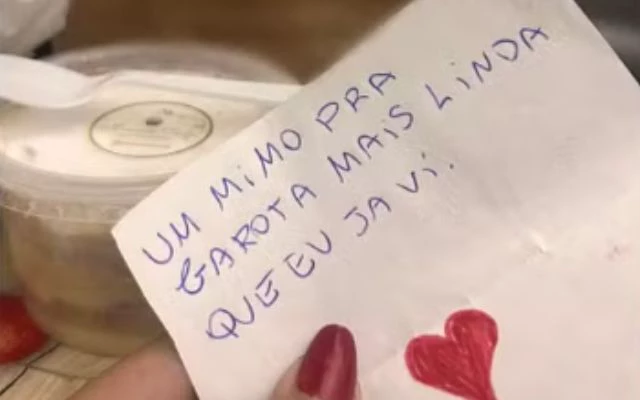 UM MiMO PRA
GAROTA MAiS LiNDA
QUE EU JA Vi.